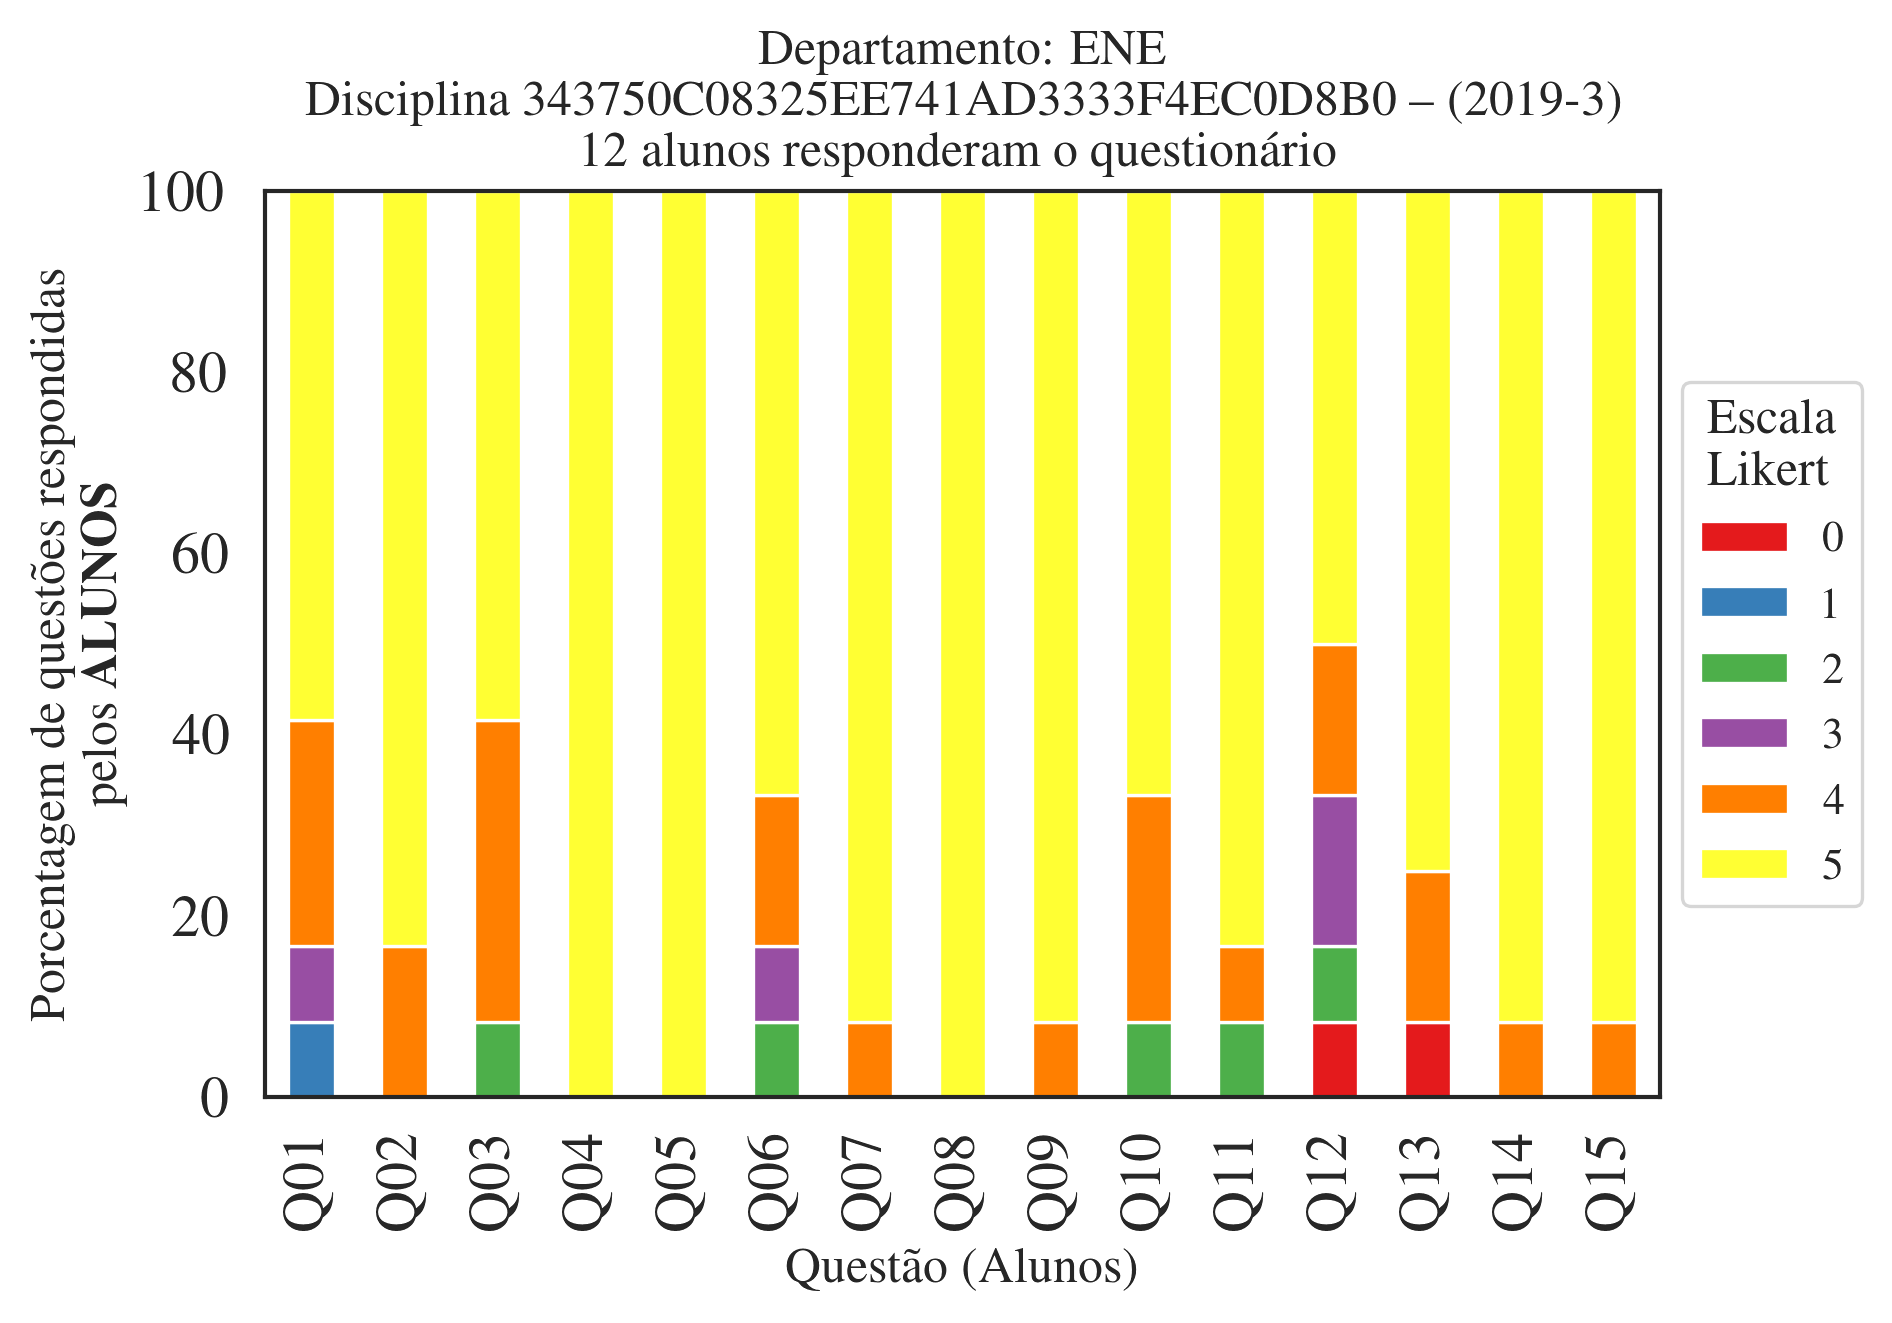 Departamento: ENE
Disciplina 343750C08325EE741AD3333F4EC0D8B0 – (2019-3)
12 alunos responderam o questionário
Porcentagem de questões respondidas
pelos ALUNOS
100
80
60
40
20
0
Q01
Q02
Q03
Q04
Q05
Q06
Q07
Q08
Q09
Q10
Q11
Q12
Q13
Q14
Q15
Questão (Alunos)
Escala
Likert
0
1
2
3
4
5